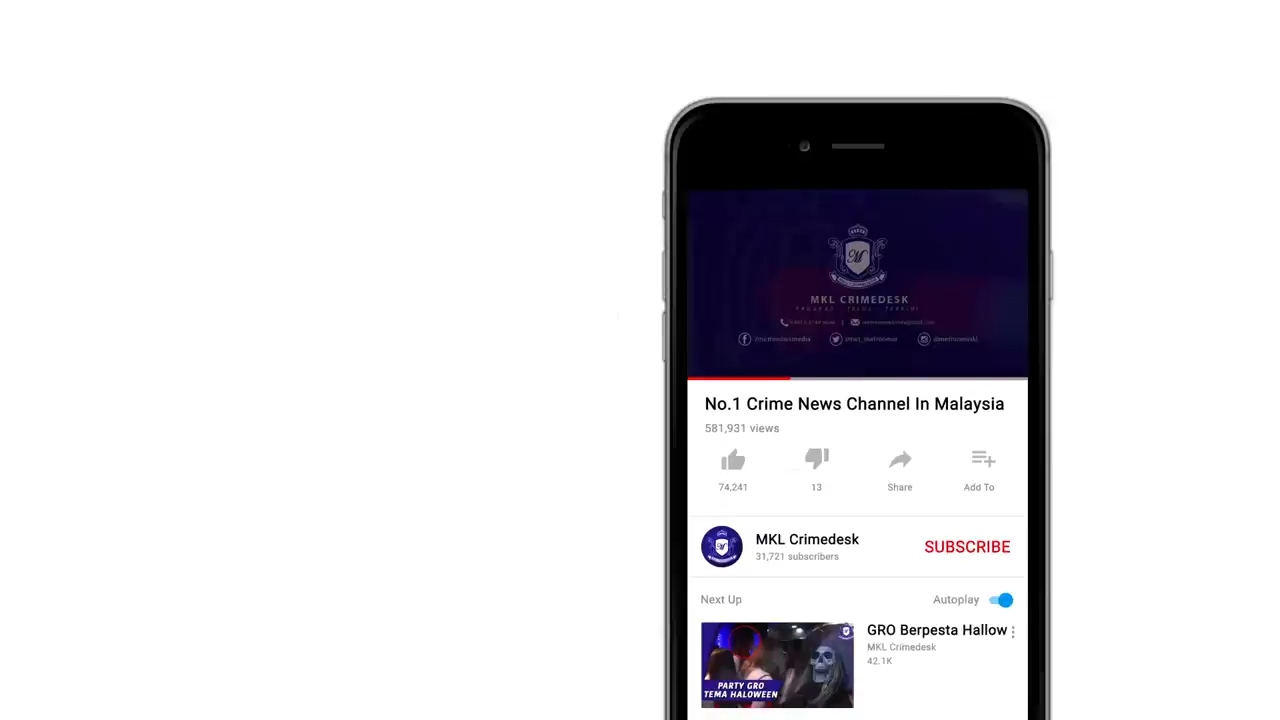 MKL CRIMEDESK
No.1 Crime News Channel In Malaysia
581,931 views
74,241
13
Share
Add To
MKL Crimedesk
31,721 subscribers
SUBSCRIBE
Next Up
Autoplay
GRO Berpesta Hallow
MKL Crimedesk
42.1K
PARTY GRO
TEMA HALOWEEN